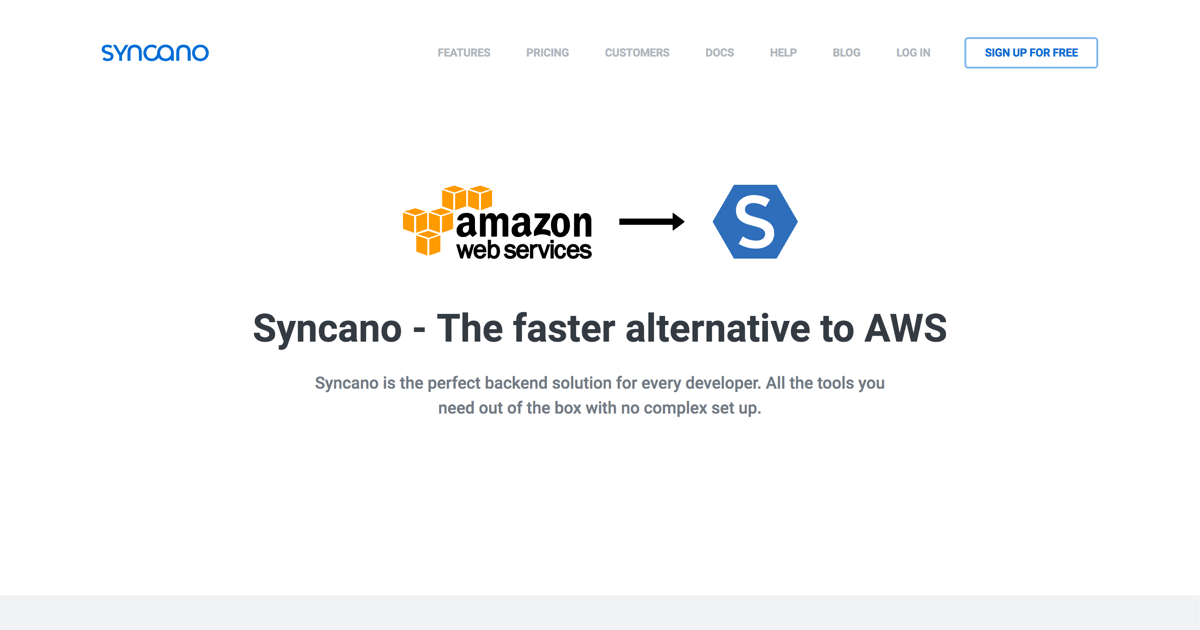 syncano FEATURES PRICING CUSTOMERS DOCS HELP BLOG LOG IN SIGN UP FOR FREE
amazon
web services
S
Syncano - The faster alternative to AWS
Syncano is the perfect backend solution for every developer. All the tools you
need out of the box with no complex set up.